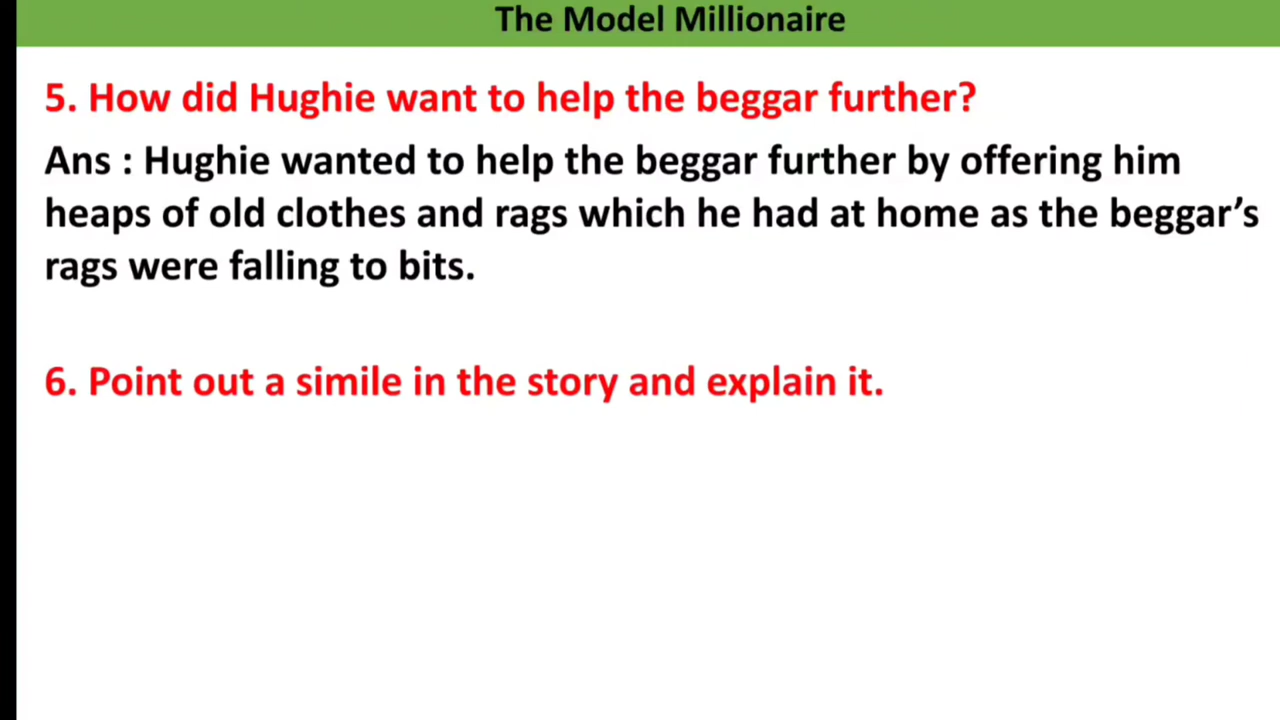 The Model Millionaire
5. How did Hughie want to help the beggar further?
Ans : Hughie wanted to help the beggar further by offering him
heaps of old clothes and rags which he had at home as the beggar’s
rags were falling to bits.
6. Point out a simile in the story and explain it.